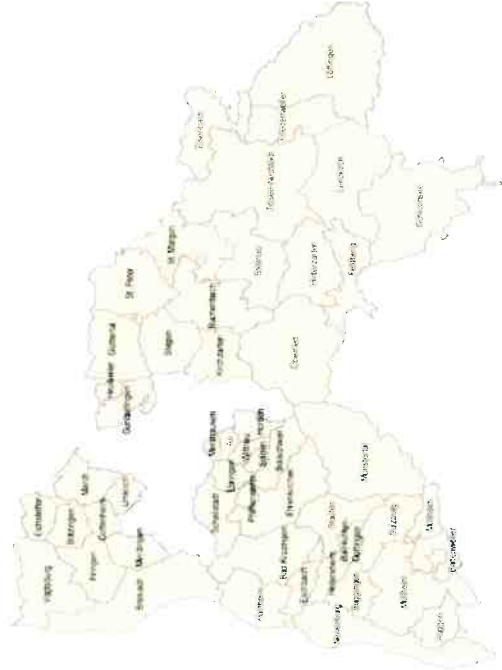 Löffingen
Eisenbach
Friedenweiler
Titisee-Neustadt
Lenzkirch
Schluchsee
St. Märgen
St. Peter
Breitnau
Hinterzarten
Feldberg
Buchenbach
Stegen
Kirchzarten
Oberried
Glottertal
Heuweiler
Gundelfingen
Merzhausen
Au
Horben
Wittnau
Sölden
Bollschweil
Ehrenkirchen
Pfaffenweiler
Ebringen
Schallstadt
Münstertal
March
Umkirch
Gottenheim
Bötzingen
Eichstetten
Ihringen
Merdingen
Vogtsburg
Breisach
Bad Krozingen
Hartheim
Eschbach
Heitersheim
Staufen
Ballrechten-
Dottingen
Buggingen
Neuenburg
Sulzburg
Müllheim
Badenweiler
Auggen